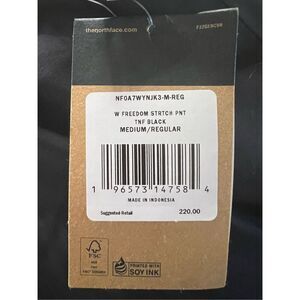 thenorthface.com
NF0A7WYNJK3-M-REG
W FREEDOM STRTCH PNT
TNF BLACK
MEDIUM/REGULAR
1 96573 14758 4
MADE IN INDONESIA
Suggested Retail 220.00
FSC
PRINTED WITH
SOY INK